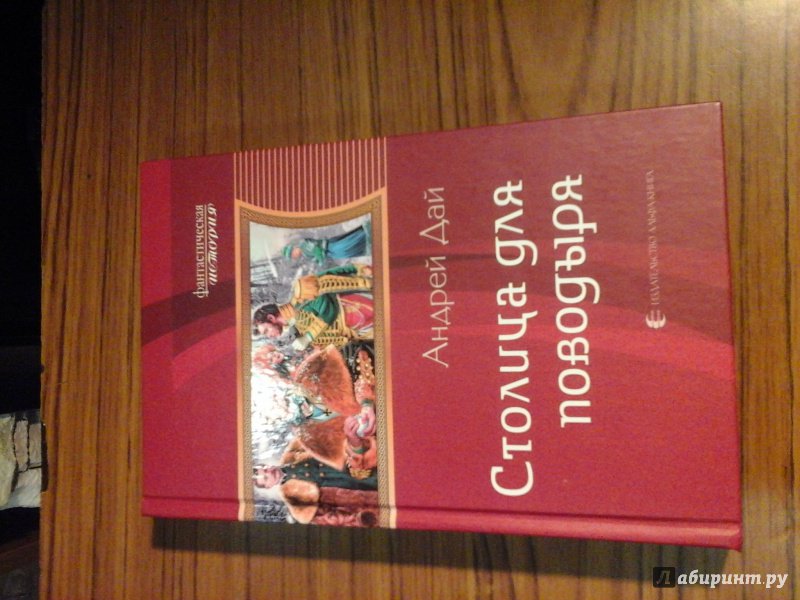 фантастическая
история
Андрей Дай
Столица для
поводыря
ИЗДАТЕЛЬСТВО АЛЬФА-КНИГА
Лабиринт.ру